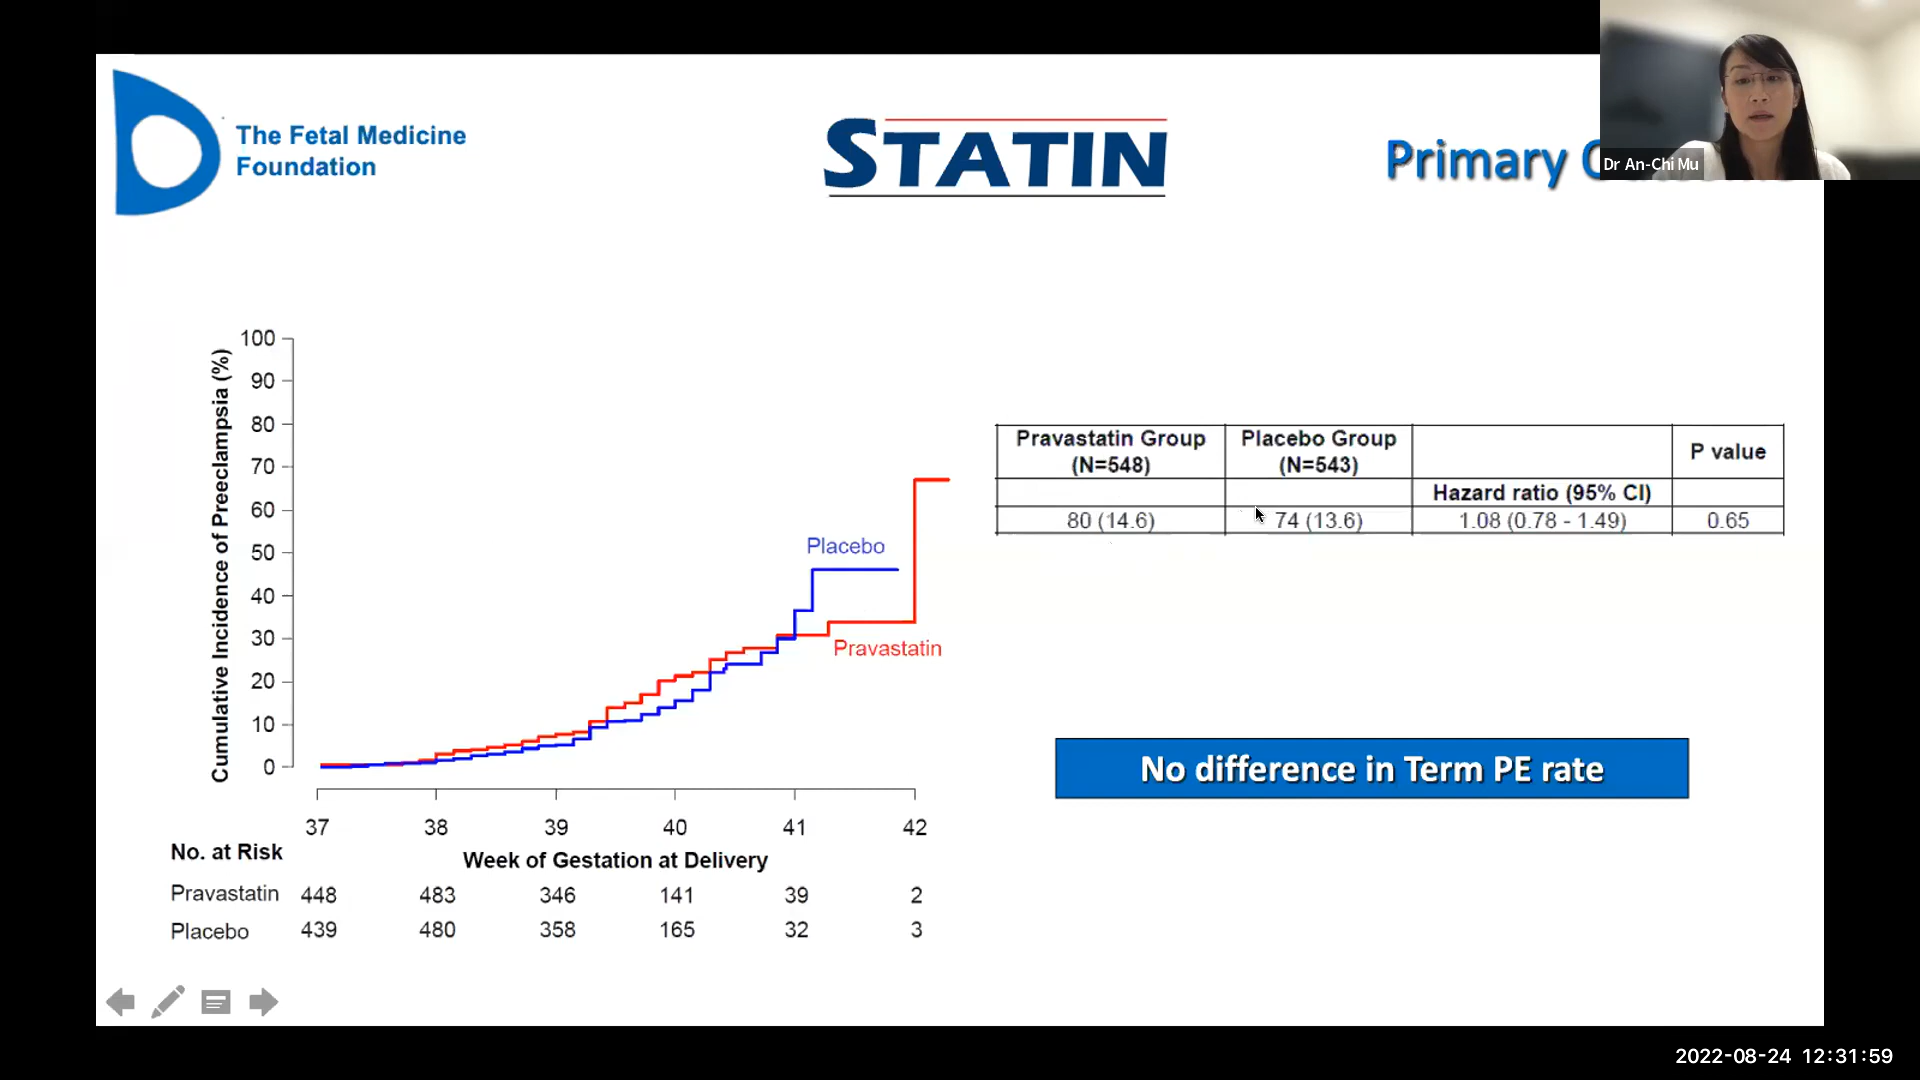 The Fetal Medicine
Foundation
STATIN
Primary
Dr An-Chi Mu
Cumulative Incidence of Preeclampsia (%)
100
90
80
70
60
50
40
30
20
10
0
Placebo
Pravastatin
37 38 39 40 41 42
No. at Risk
Week of Gestation at Delivery
Pravastatin 448 483 346 141 39 2
Placebo 439 480 358 165 32 3
Pravastatin Group Placebo Group P value
(N=548) (N=543)
Hazard ratio (95% CI)
80 (14.6) 74 (13.6) 1.08 (0.78 - 1.49) 0.65
No difference in Term PE rate
2022-08-24 12:31:59